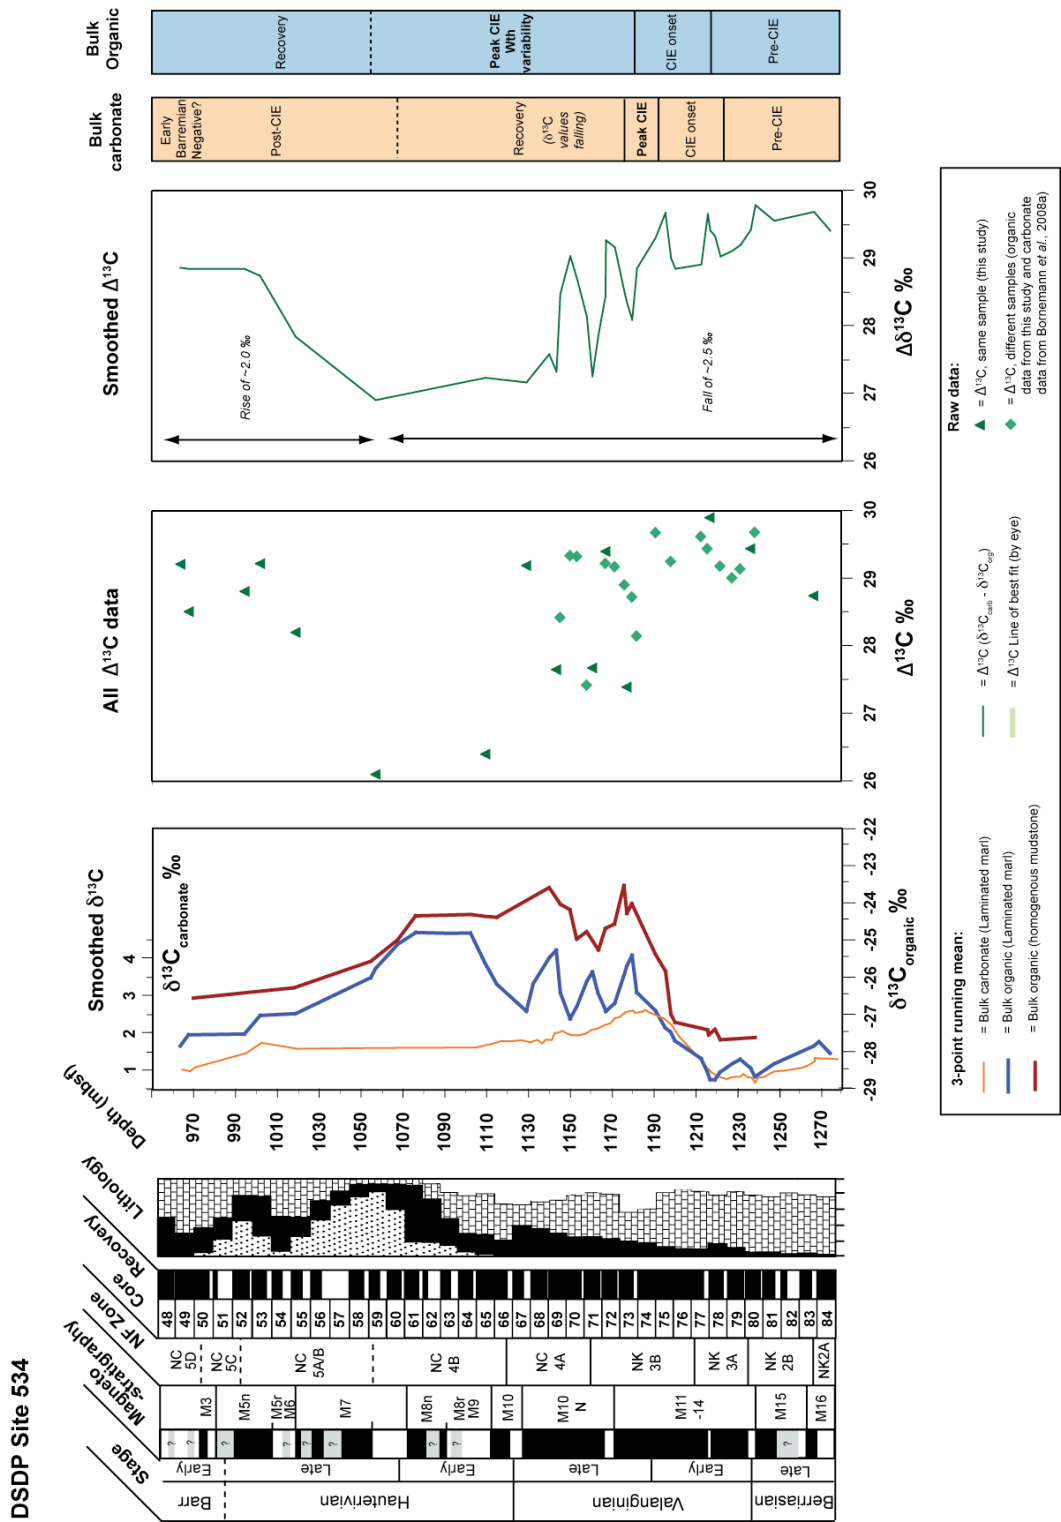 DSDP Site 534
Bulk
carbonate
Bulk
Organic
Early
Barremian
Negative?
Post-CIE
Recovery
(δ13C
values
falling)
Peak CIE
CIE onset
Pre-CIE
Recovery
Peak CIE
Wth
variability
CIE onset
Pre-CIE
Smoothed Δ13C
Rise of ~2.0 ‰
Fall of ~2.5 ‰
26 27 28 29 30
Δδ13C ‰
All Δ13C data
26 27 28 29 30
Δ13C ‰
Smoothed δ13C
δ13Ccarbonate ‰
1 2 3 4
-29 -28 -27 -26 -25 -24 -23 -22
δ13Corganic ‰
Depth (mbsf)
970
990
1010
1030
1050
1070
1090
1110
1130
1150
1170
1190
1210
1230
1250
1270
Stage
Magneto
-stratigraphy
NF Zone
Core
Recovery
Lithology
48
49
50
51
52
53
54
55
56
57
58
59
60
61
62
63
64
65
66
67
68
69
70
71
72
73
74
75
76
77
78
79
80
81
82
83
84
NC
5D
NC
5C
NC
5A/B
NC
4B
NC
4A
NK
3B
NK
3A
NK
2B
NK2A
M3
M5n
M5r
M6
M7
M8n
M8r
M9
M10
M10
N
M11
-14
M15
M16
?
?
?
?
?
?
?
?
?
Early
Late
Early
Late
Early
Late
Barr
Hauterivian
Valanginian
Berriasian
3-point running mean:
= Bulk carbonate (Laminated marl)
= Bulk organic (Laminated marl)
= Bulk organic (homogenous mudstone)
= Δ13C (δ13Ccarb - δ13Corg)
= Δ13C Line of best fit (by eye)
Raw data:
= Δ13C, same sample (this study)
= Δ13C, different samples (organic
data from this study and carbonate
data from Bornemann et al., 2008a)